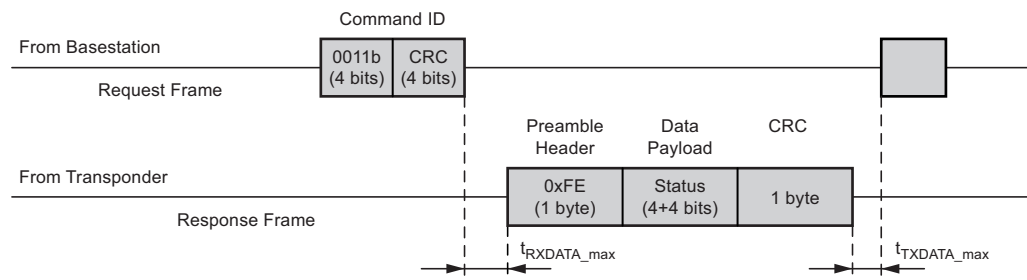 Command ID
From Basestation
0011b
(4 bits)
CRC
(4 bits)
Request Frame
Preamble
Header
Data
Payload
CRC
From Transponder
0xFE
(1 byte)
Status
(4+4 bits)
1 byte
Response Frame
tRXDATA_max
tTXDATA_max